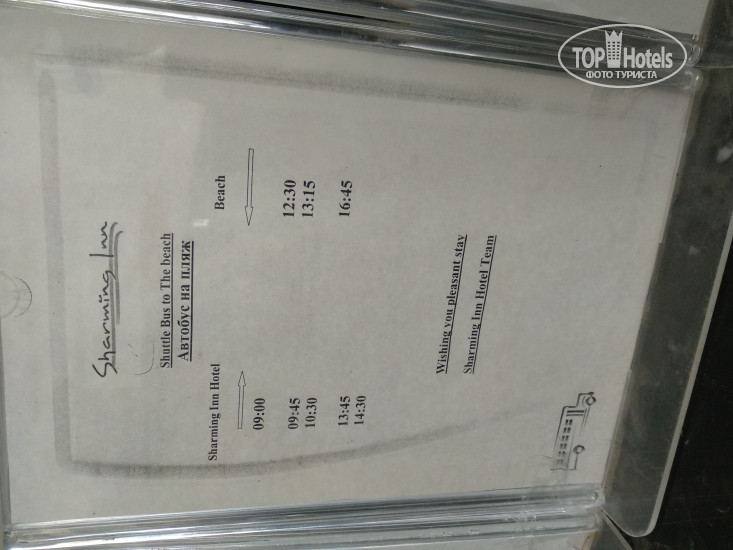 Sharming Inn
Shuttle Bus to The beach
Автобус на пляж
Sharming Inn Hotel Beach
09:00
09:45 12:30
10:30 13:15
13:45 16:45
14:30
Wishing you pleasant stay
Sharming Inn Hotel Team
TOP Hotels
ФОТО ТУРИСТА